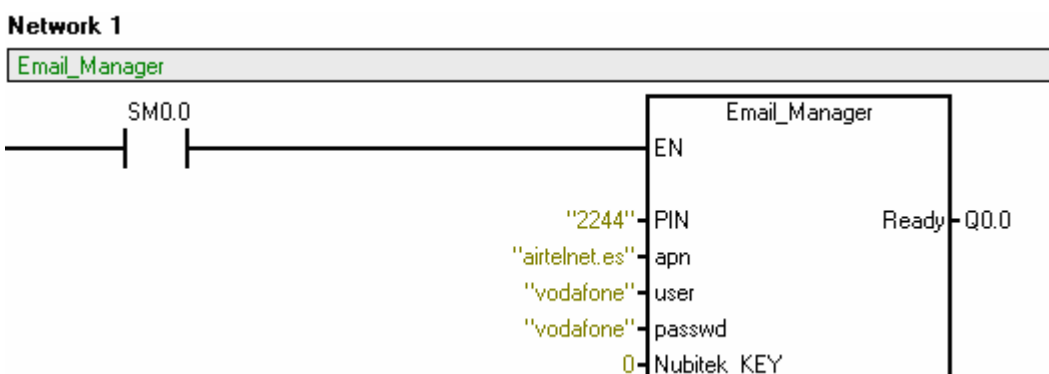 Network 1
Email_Manager
SM0.0
Email_Manager
EN
"2244" PIN Ready Q0.0
"airtelnet.es" apn
"vodafone" user
"vodafone" passwd
0 Nubitek_KEY